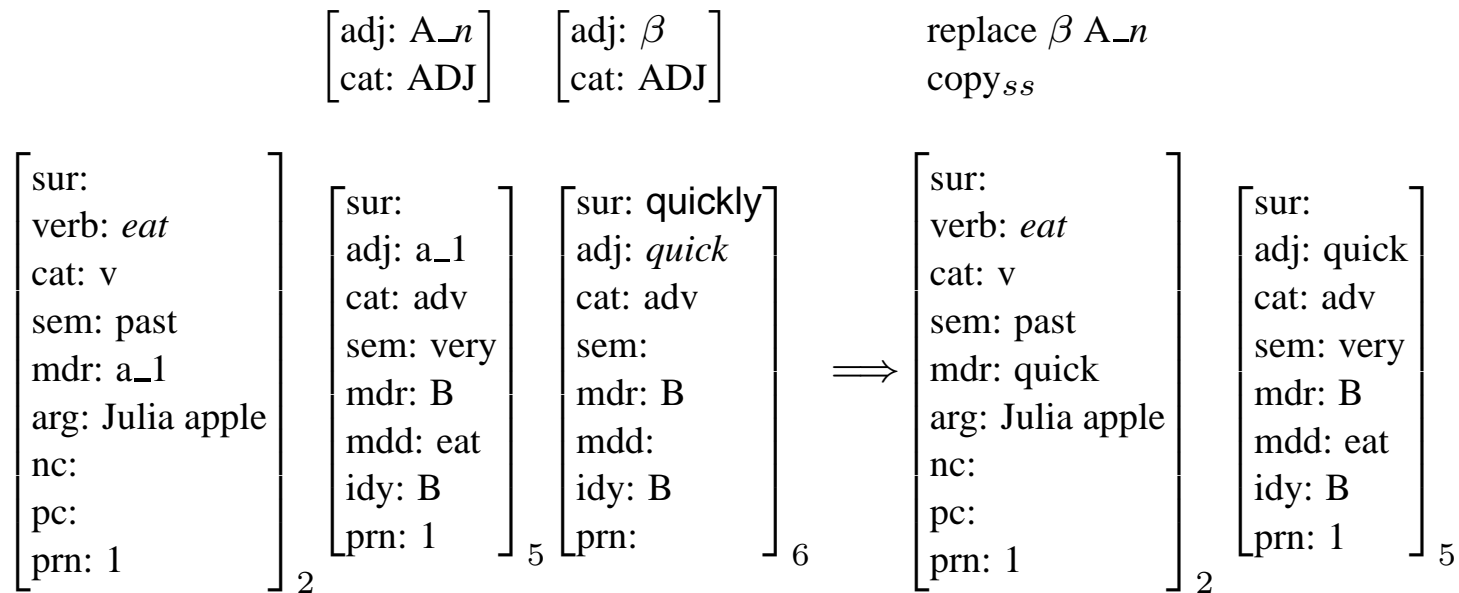 adj: A_n adj: β replace β A_n
cat: ADJ cat: ADJ copy_ss
sur: sur:
verb: eat sur: sur: quickly verb: eat sur:
cat: v adj: a_1 adj: quick cat: v adj: quick
sem: past cat: adv cat: adv sem: past cat: adv
mdr: a_1 sem: very sem: ⟹ mdr: quick sem: very
arg: Julia apple mdr: B mdr: B arg: Julia apple mdr: B
nc: mdd: eat mdd: nc: mdd: eat
pc: idy: B idy: B pc: idy: B
prn: 1 prn: 1 prn: prn: 1 prn: 1
2 5 6 2 5